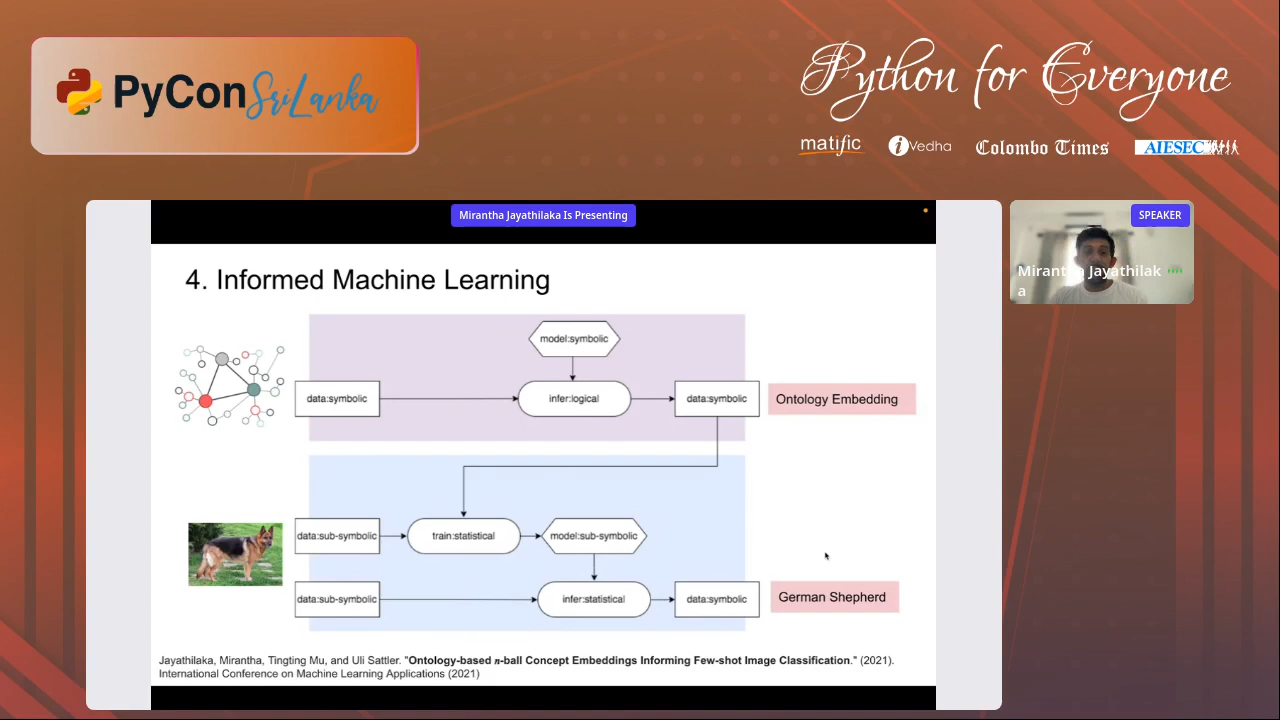 PyCon SriLanka
Python for Everyone
matific
iVedha
Colombo Times
AIESEC
Mirantha Jayathilaka Is Presenting
SPEAKER
Mirantha Jayathilak
a
4. Informed Machine Learning
model:symbolic
data:symbolic
infer:logical
data:symbolic
Ontology Embedding
data:sub-symbolic
train:statistical
model:sub-symbolic
data:sub-symbolic
infer:statistical
data:symbolic
German Shepherd
Jayathilaka, Mirantha, Tingting Mu, and Uli Sattler. "Ontology-based n-ball Concept Embeddings Informing Few-shot Image Classification." (2021).
International Conference on Machine Learning Applications (2021)